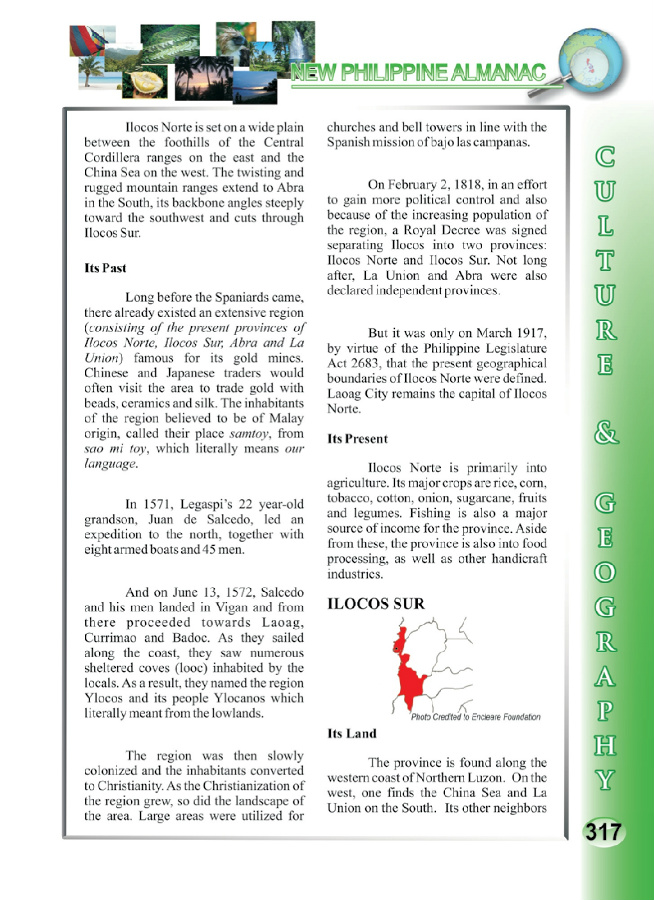 NEW PHILIPPINE ALMANAC
Ilocos Norte is set on a wide plain
between the foothills of the Central
Cordillera ranges on the east and the
China Sea on the west. The twisting and
rugged mountain ranges extend to Abra
in the South, its backbone angles steeply
toward the southwest and cuts through
Ilocos Sur.
Its Past
Long before the Spaniards came,
there already existed an extensive region
(consisting of the present provinces of
Ilocos Norte, Ilocos Sur, Abra and La
Union) famous for its gold mines.
Chinese and Japanese traders would
often visit the area to trade gold with
beads, ceramics and silk. The inhabitants
of the region believed to be of Malay
origin, called their place samtoy, from
sao mi toy, which literally means our
language.
In 1571, Legaspi's 22 year-old
grandson, Juan de Salcedo, led an
expedition to the north, together with
eight armed boats and 45 men.
And on June 13, 1572, Salcedo
and his men landed in Vigan and from
there proceeded towards Laoag,
Currimao and Badoc. As they sailed
along the coast, they saw numerous
sheltered coves (looc) inhabited by the
locals. As a result, they named the region
Ylocos and its people Ylocanos which
literally meant from the lowlands.
The region was then slowly
colonized and the inhabitants converted
to Christianity. As the Christianization of
the region grew, so did the landscape of
the area. Large areas were utilized for
churches and bell towers in line with the
Spanish mission of bajo las campanas.
On February 2, 1818, in an effort
to gain more political control and also
because of the increasing population of
the region, a Royal Decree was signed
separating Ilocos into two provinces:
Ilocos Norte and Ilocos Sur. Not long
after, La Union and Abra were also
declared independent provinces.
But it was only on March 1917,
by virtue of the Philippine Legislature
Act 2683, that the present geographical
boundaries of Ilocos Norte were defined.
Laoag City remains the capital of Ilocos
Norte.
Its Present
Ilocos Norte is primarily into
agriculture. Its major crops are rice, corn,
tobacco, cotton, onion, sugarcane, fruits
and legumes. Fishing is also a major
source of income for the province. Aside
from these, the province is also into food
processing, as well as other handicraft
industries.
ILOCOS SUR
Photo Credited to Encleare Foundation
Its Land
The province is found along the
western coast of Northern Luzon. On the
west, one finds the China Sea and La
Union on the South. Its other neighbors
CULTURE & GEOGRAPHY
317